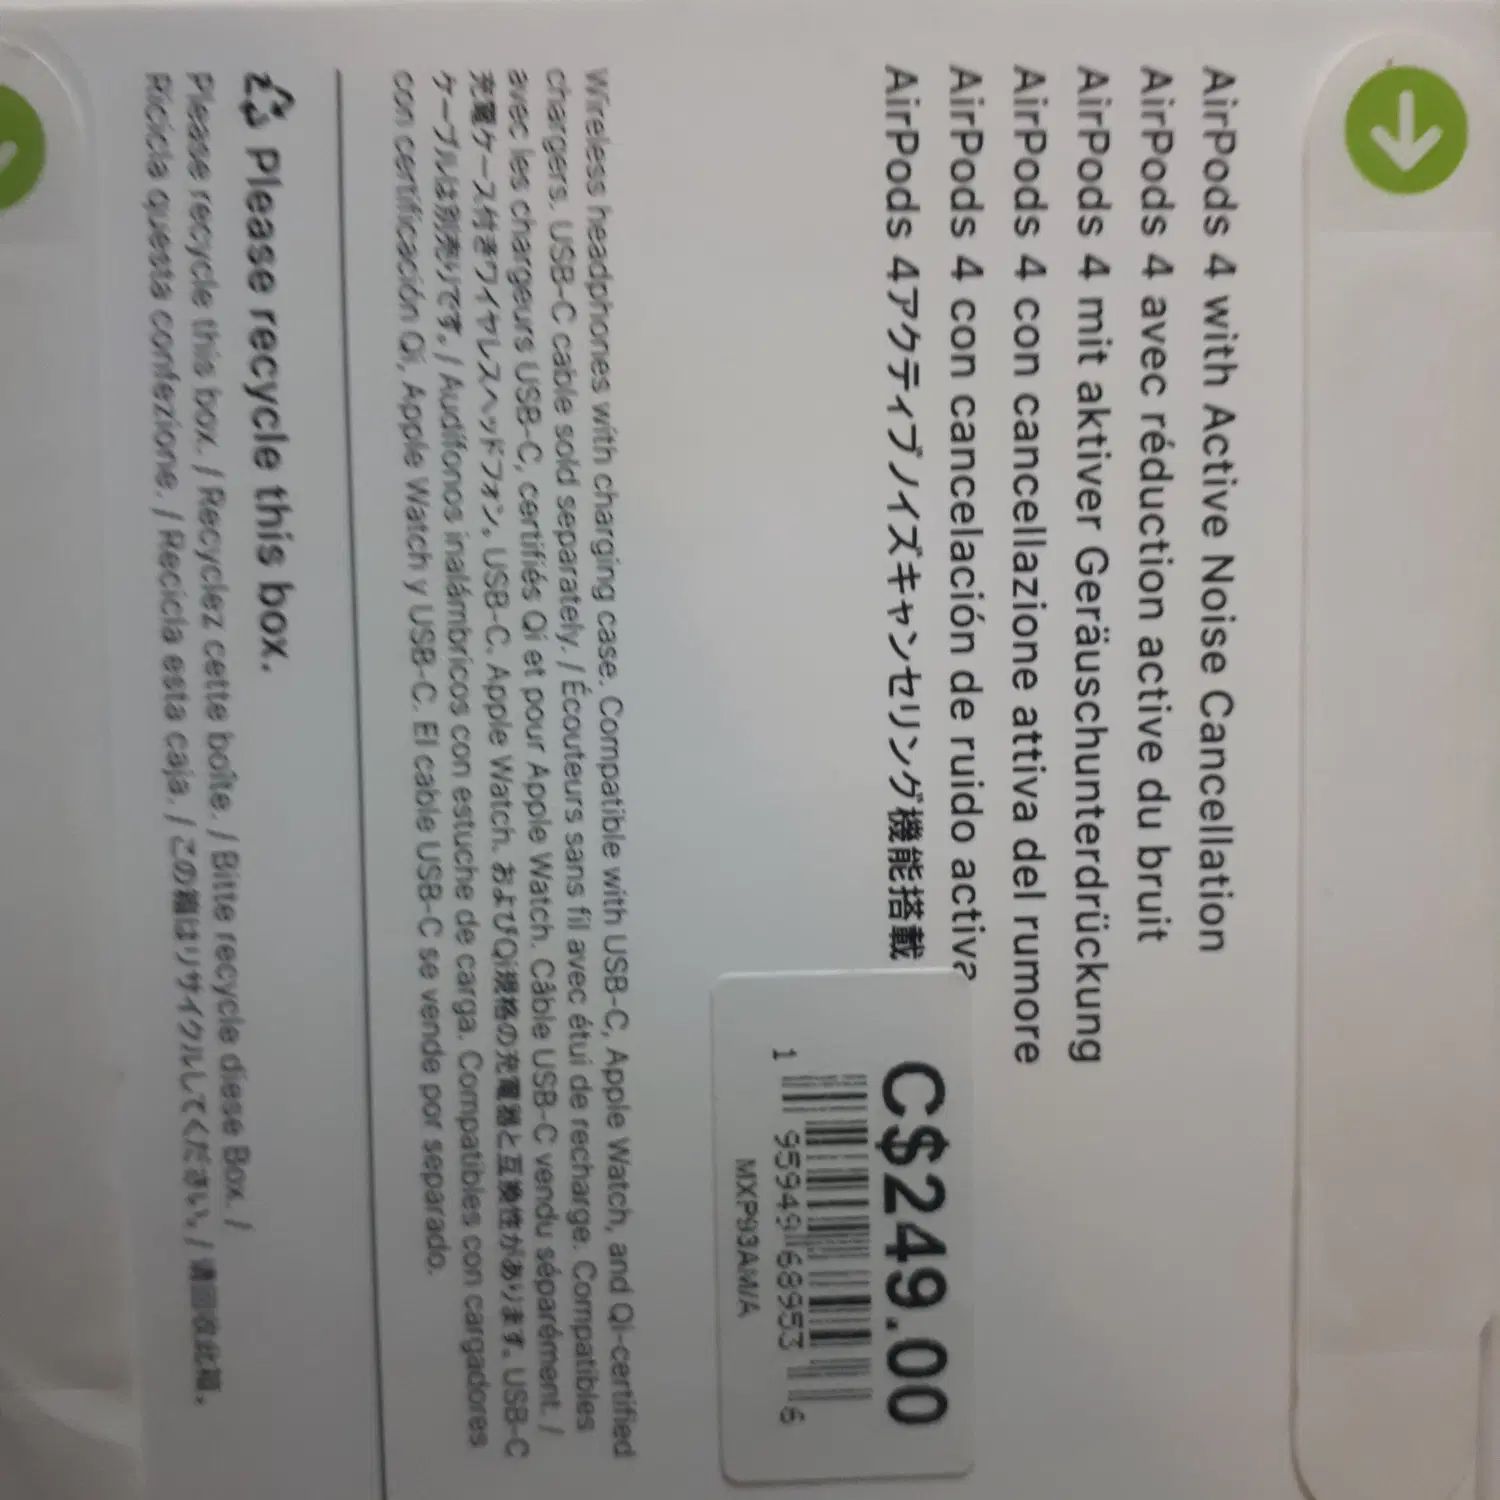 AirPods 4 with Active Noise Cancellation
AirPods 4 avec réduction active du bruit
AirPods 4 mit aktiver Geräuschunterdrückung
AirPods 4 con cancellazione attiva del rumore
AirPods 4 con cancelación de ruido activa
AirPods 4アクティブノイズキャンセリング機能搭載
C$249.00
1 95949 68953 6
MXP93AM/A
Wireless headphones with charging case. Compatible with USB-C, Apple Watch, and Qi-certified
chargers. USB-C cable sold separately. / Écouteurs sans fil avec étui de recharge. Compatibles
avec les chargeurs USB-C, certifiés Qi et pour Apple Watch. Câble USB-C vendu séparément. /
充電ケース付きワイヤレスヘッドフォン。USB-C、Apple Watch、およびQi規格の充電器と互換性があります。USB-C
ケーブルは別売りです。/ Audífonos inalámbricos con estuche de carga. Compatibles con cargadores
con certificación Qi, Apple Watch y USB-C. El cable USB-C se vende por separado.
Please recycle this box.
Please recycle this box. / Recyclez cette boîte. / Bitte recycle diese Box. /
Ricicla questa confezione. / Recicla esta caja. / この箱はリサイクルしてください。/ 請回收此箱。